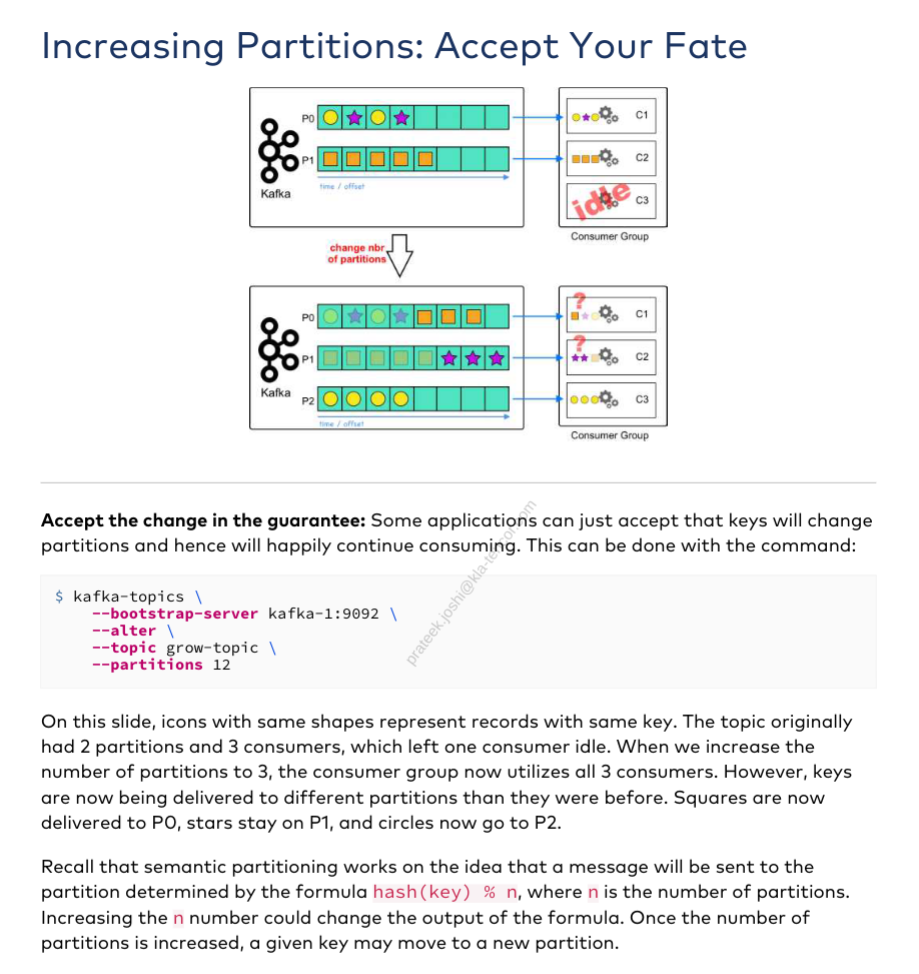 Increasing Partitions: Accept Your Fate
P0
C1
P1
C2
time / offset
Kafka
idle
C3
Consumer Group
change nbr
of partitions
?
P0
C1
?
P1
C2
Kafka
P2
C3
time / offset
Consumer Group
Accept the change in the guarantee: Some applications can just accept that keys will change
partitions and hence will happily continue consuming. This can be done with the command:
$ kafka-topics \
--bootstrap-server kafka-1:9092 \
--alter \
--topic grow-topic \
--partitions 12
prateek.joshi@kla-tencor.com
On this slide, icons with same shapes represent records with same key. The topic originally
had 2 partitions and 3 consumers, which left one consumer idle. When we increase the
number of partitions to 3, the consumer group now utilizes all 3 consumers. However, keys
are now being delivered to different partitions than they were before. Squares are now
delivered to P0, stars stay on P1, and circles now go to P2.
Recall that semantic partitioning works on the idea that a message will be sent to the
partition determined by the formula hash(key) % n, where n is the number of partitions.
Increasing the n number could change the output of the formula. Once the number of
partitions is increased, a given key may move to a new partition.